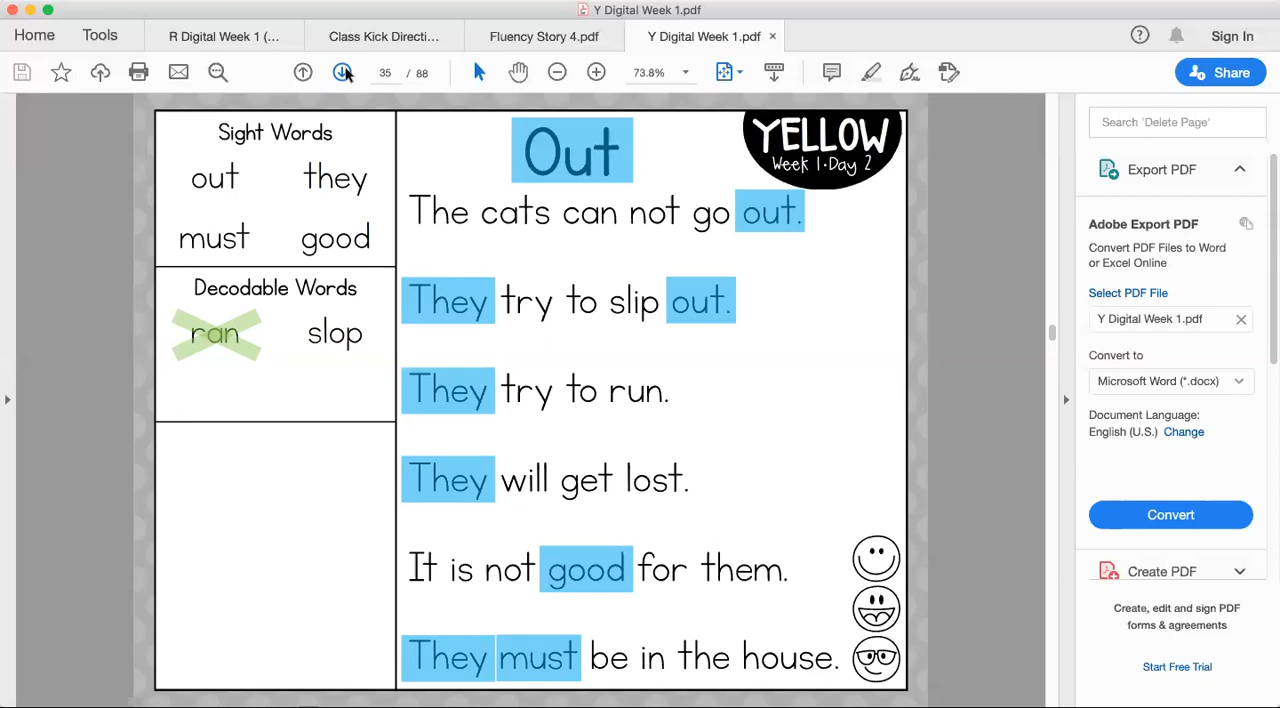 Y Digital Week 1.pdf
Home
Tools
R Digital Week 1 (...
Class Kick Directi...
Fluency Story 4.pdf
Y Digital Week 1.pdf ×
Sign In
35 / 88
73.8%
Share
Sight Words
out they
must good
Decodable Words
ran slop
Out
YELLOW
Week 1•Day 2
The cats can not go out.
They try to slip out.
They try to run.
They will get lost.
It is not good for them.
They must be in the house.
Search 'Delete Page'
Export PDF
Adobe Export PDF
Convert PDF Files to Word
or Excel Online
Select PDF File
Y Digital Week 1.pdf
Convert to
Microsoft Word (*.docx)
Document Language:
English (U.S.) Change
Convert
Create PDF
Create, edit and sign PDF
forms & agreements
Start Free Trial